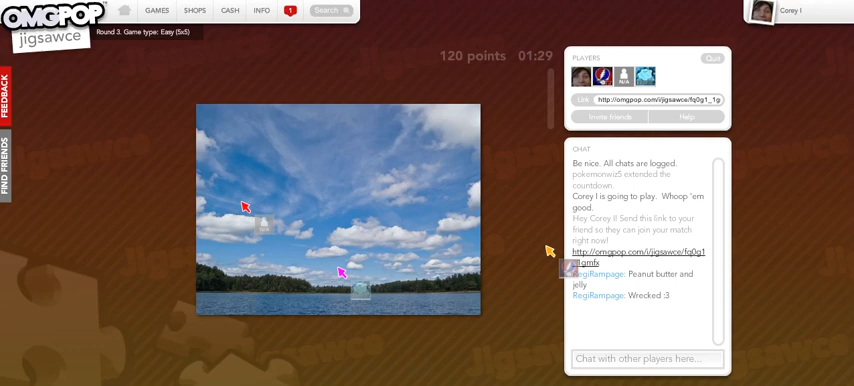 OMGPOP
GAMES SHOPS CASH INFO 1 Search
Corey I
jigsawce
Round 3. Game type: Easy (5x5)
FEEDBACK
FIND FRIENDS
120 points 01:29
PLAYERS Quit
N/A
Link http://omgpop.com/i/jigsawce/fq0g1_1g
Invite friends Help
CHAT
Be nice. All chats are logged.
pokemonwiz5 extended the
countdown.
Corey I is going to play. Whoop 'em
good.
Hey Corey I! Send this link to your
friend so they can join your match
right now!
http://omgpop.com/i/jigsawce/fq0g1
RegiRampage: Peanut butter and
jelly
RegiRampage: Wrecked :3
Chat with other players here...